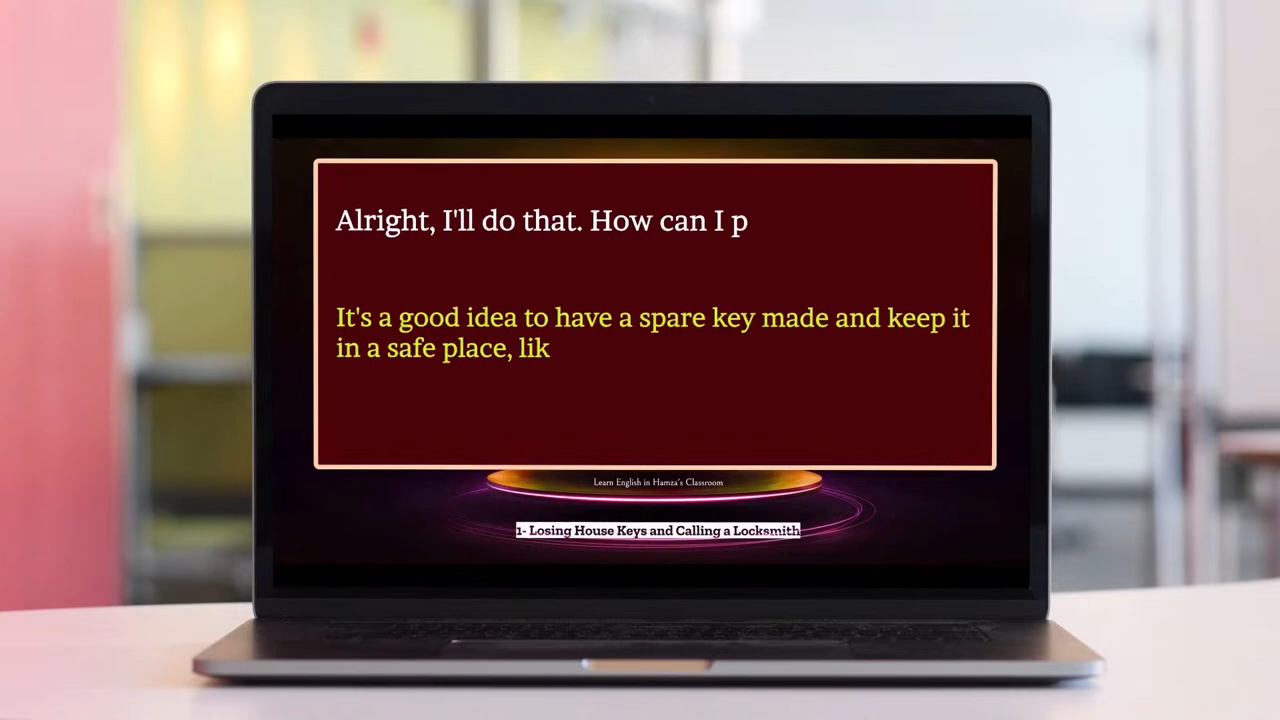 Alright, I'll do that. How can I p
It's a good idea to have a spare key made and keep it
in a safe place, lik
Learn English in Hamza's Classroom
1- Losing House Keys and Calling a Locksmith